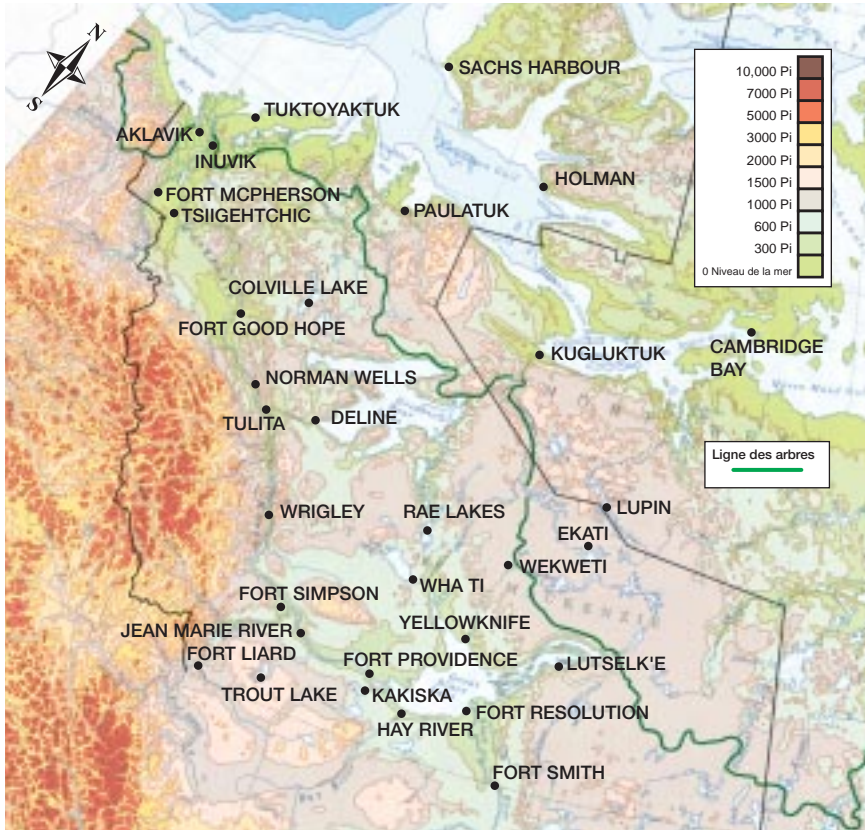 N
S
SACHS HARBOUR
TUKTOYAKTUK
AKLAVIK
INUVIK
HOLMAN
FORT MCPHERSON
TSIIGEHTCHIC
PAULATUK
COLVILLE LAKE
FORT GOOD HOPE
CAMBRIDGE
BAY
KUGLUKTUK
NORMAN WELLS
TULITA
DELINE
WRIGLEY
RAE LAKES
LUPIN
EKATI
WEKWETI
WHA TI
FORT SIMPSON
YELLOWKNIFE
JEAN MARIE RIVER
FORT LIARD
FORT PROVIDENCE
LUTSELK'E
TROUT LAKE
KAKISKA
HAY RIVER
FORT RESOLUTION
FORT SMITH
10,000 Pi
7000 Pi
5000 Pi
3000 Pi
2000 Pi
1500 Pi
1000 Pi
600 Pi
300 Pi
0 Niveau de la mer
Ligne des arbres